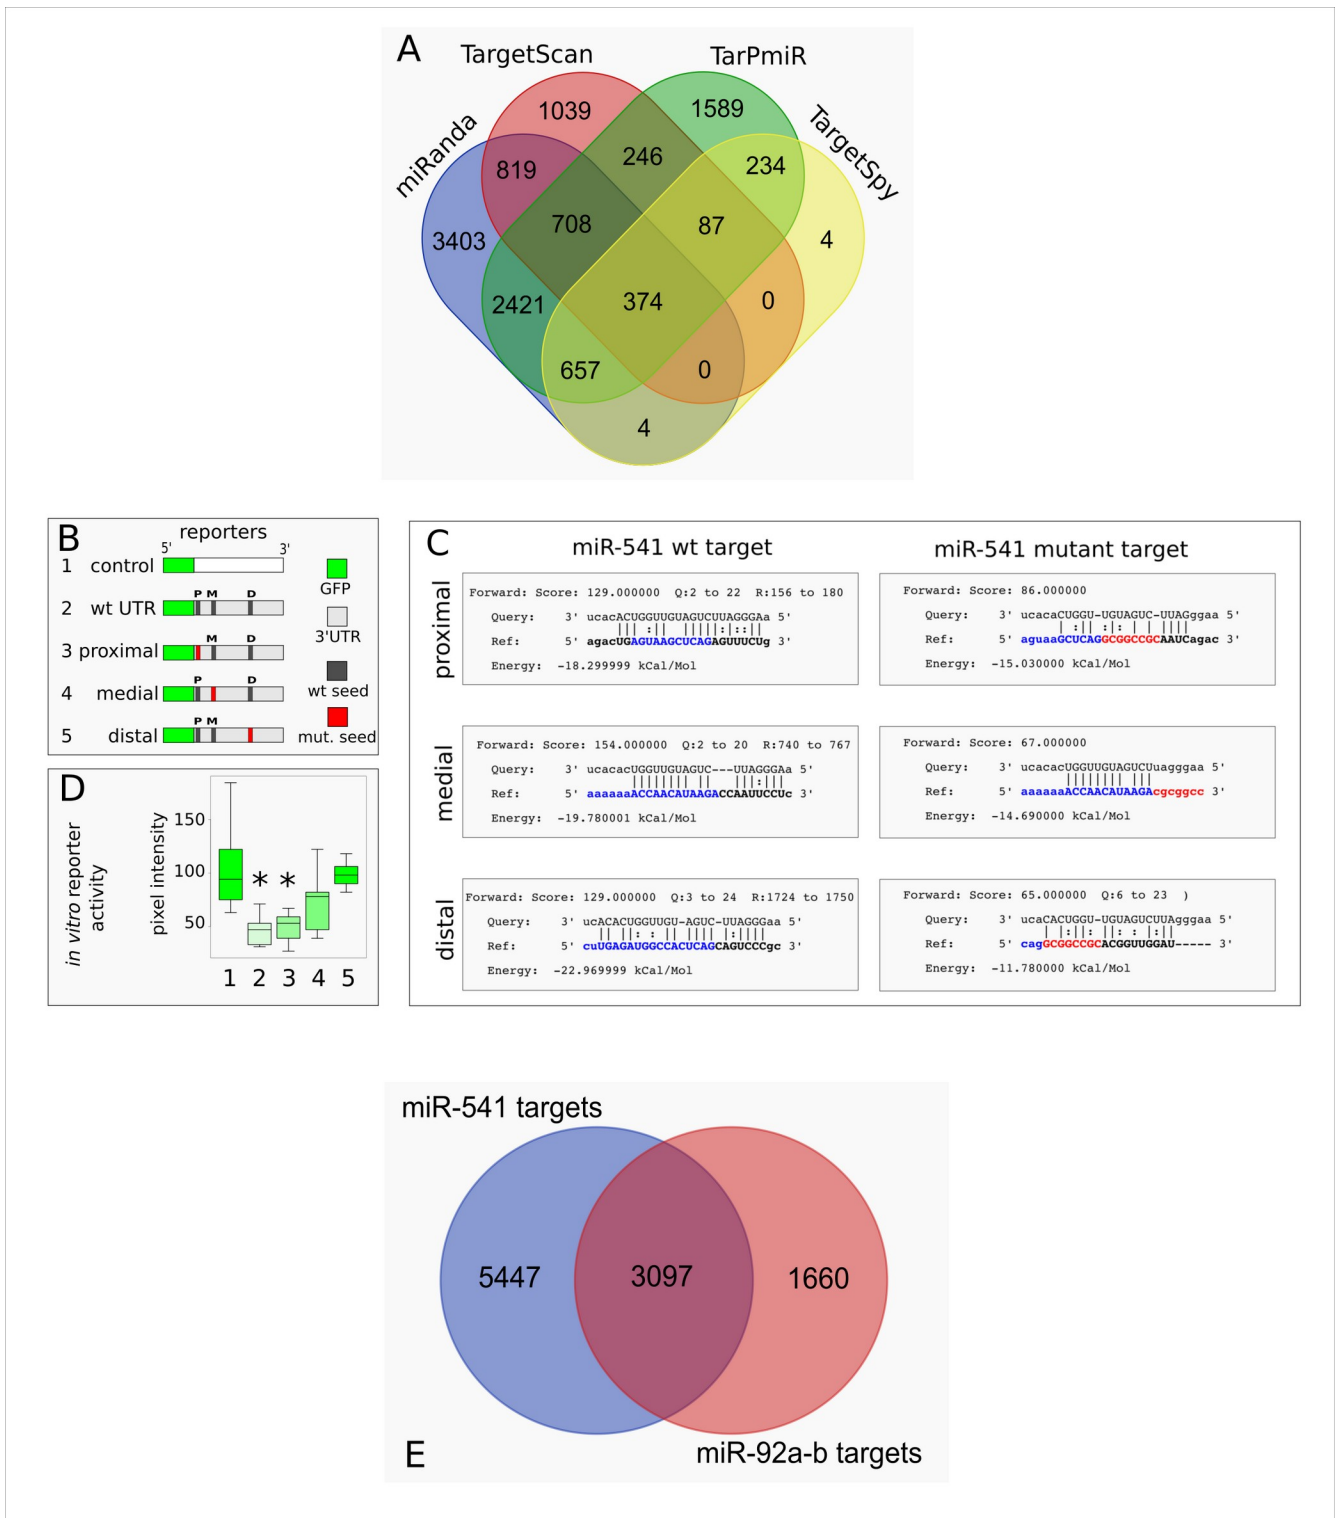 A
TargetScan
TarPmiR
miRanda
TargetSpy
1039
1589
819
246
234
3403
708
87
4
2421
374
0
657
0
4
B
reporters
5' 3'
1 control
GFP
P M D
2 wt UTR
3'UTR
M D
3 proximal
wt seed
P D
4 medial
mut. seed
P M
5 distal
C
miR-541 wt target
miR-541 mutant target
proximal
Forward: Score: 129.000000 Q:2 to 22 R:156 to 180
Query: 3' ucacACUGGUUGUAGUCUUAGGGAa 5'
||| :|| |||||:|::||
Ref: 5' agacUGAGUAAGCUCAGAGUUUCUg 3'
Energy: -18.299999 kCal/Mol
Forward: Score: 86.000000
Query: 3' ucacaCUGGU-UGUAGUC-UUAGggaa 5'
| :|| :|: | | ||||
Ref: 5' aguaaGCUCAGGCGGCCGCAAUCagac 3'
Energy: -15.030000 kCal/Mol
medial
Forward: Score: 154.000000 Q:2 to 20 R:740 to 767
Query: 3' ucacacUGGUUGUAGUC---UUAGGGAa 5'
|||||||| || |||:|||
Ref: 5' aaaaaaACCAACAUAAGACCAAUUCCUc 3'
Energy: -19.780001 kCal/Mol
Forward: Score: 67.000000
Query: 3' ucacacUGGUUGUAGUCUuagggaa 5'
|||||||| |||
Ref: 5' aaaaaaACCAACAUAAGAcgcggcc 3'
Energy: -14.690000 kCal/Mol
distal
Forward: Score: 129.000000 Q:3 to 24 R:1724 to 1750
Query: 3' ucACACUGGUUGU-AGUC-UUAGGGaa 5'
|| ||: : || |||| |:||||
Ref: 5' cuUGAGAUGGCCACUCAGCAGUCCCgc 3'
Energy: -22.969999 kCal/Mol
Forward: Score: 65.000000 Q:6 to 23 )
Query: 3' ucaCACUGGU-UGUAGUCUUAgggaa 5'
| |:||: ||: : |:||
Ref: 5' cagGCGGCCGCACGGUUGGAU----- 3'
Energy: -11.780000 kCal/Mol
D
in vitro reporter
activity
pixel intensity
150
100
50
* *
1 2 3 4 5
miR-541 targets
5447
3097
1660
E
miR-92a-b targets